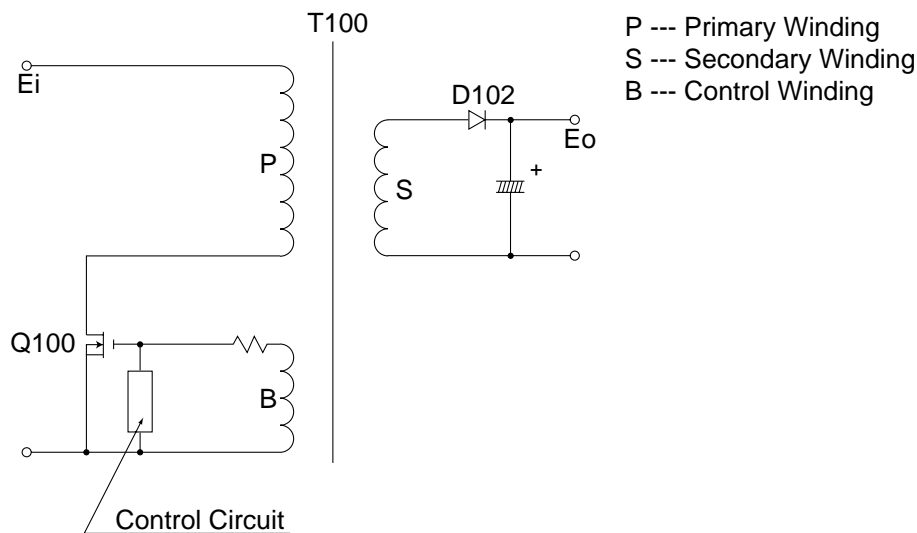 T100
P --- Primary Winding
S --- Secondary Winding
B --- Control Winding
Ei
D102
Eo
P
S
+
Q100
B
Control Circuit